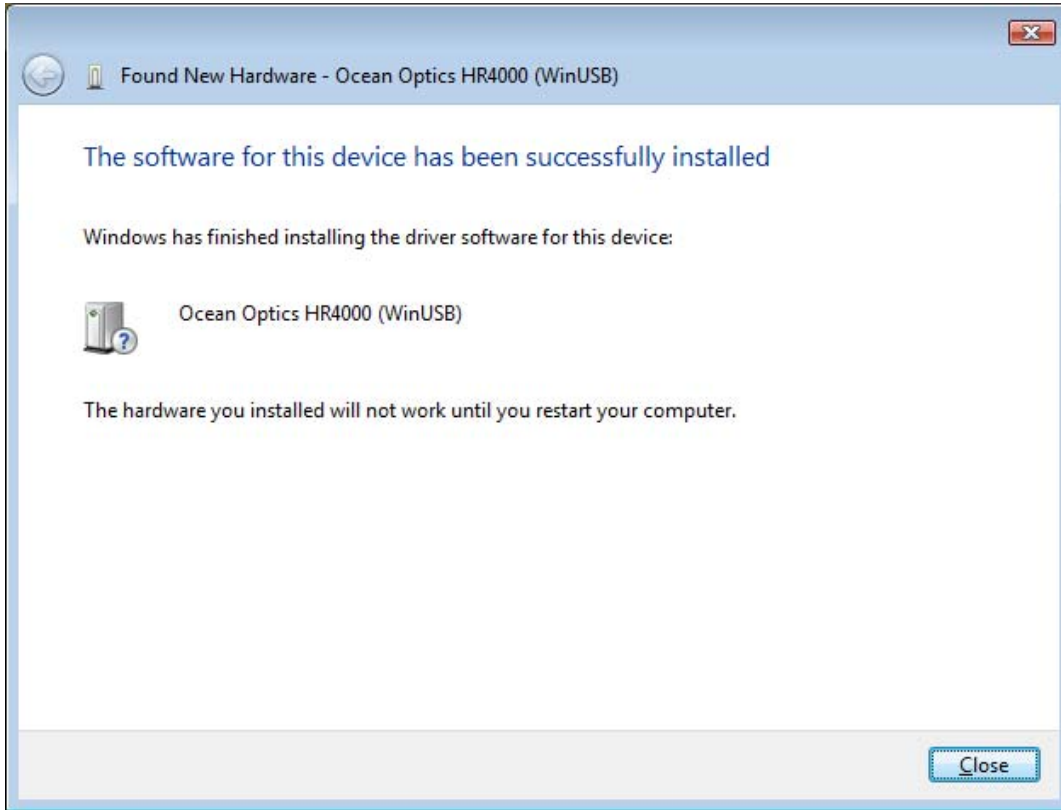 Found New Hardware - Ocean Optics HR4000 (WinUSB)
The software for this device has been successfully installed
Windows has finished installing the driver software for this device:
Ocean Optics HR4000 (WinUSB)
The hardware you installed will not work until you restart your computer.
Close